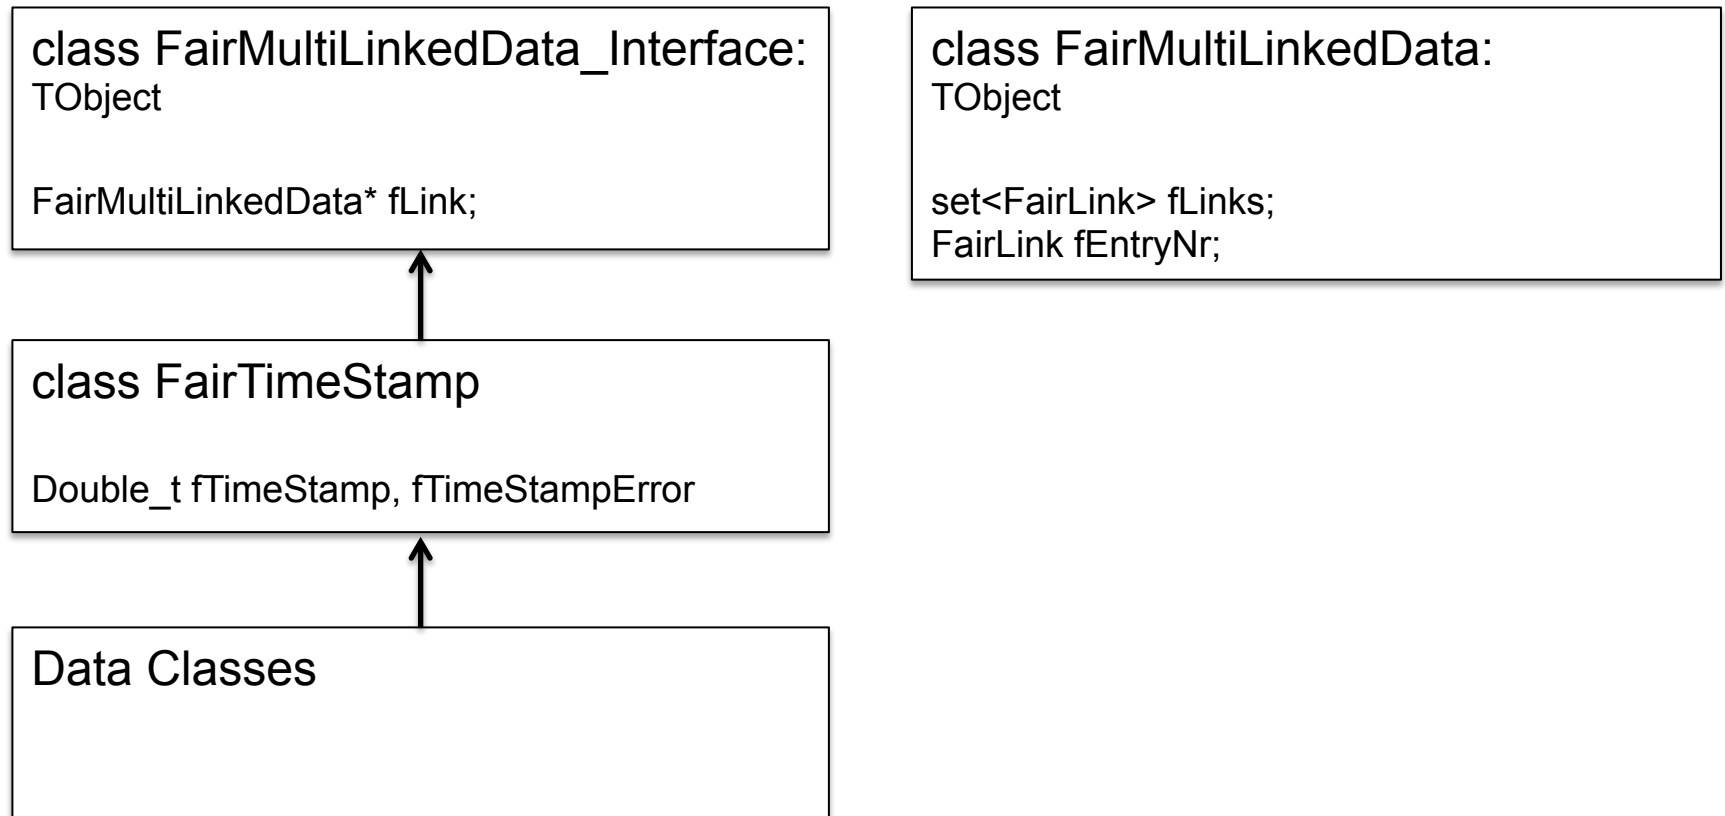 class FairMultiLinkedData_Interface:
TObject
FairMultiLinkedData* fLink;
class FairMultiLinkedData:
TObject
set<FairLink> fLinks;
FairLink fEntryNr;
class FairTimeStamp
Double_t fTimeStamp, fTimeStampError
Data Classes